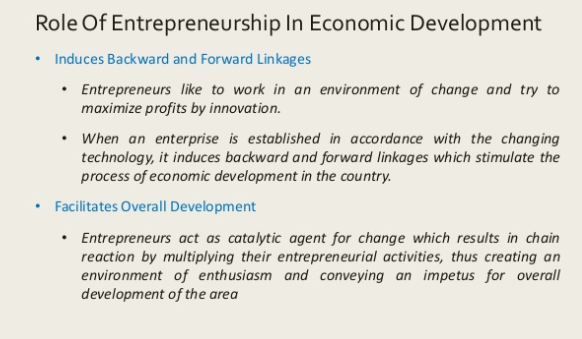 Role Of Entrepreneurship In Economic Development
• Induces Backward and Forward Linkages
• Entrepreneurs like to work in an environment of change and try to
maximize profits by innovation.
• When an enterprise is established in accordance with the changing
technology, it induces backward and forward linkages which stimulate the
process of economic development in the country.
• Facilitates Overall Development
• Entrepreneurs act as catalytic agent for change which results in chain
reaction by multiplying their entrepreneurial activities, thus creating an
environment of enthusiasm and conveying an impetus for overall
development of the area